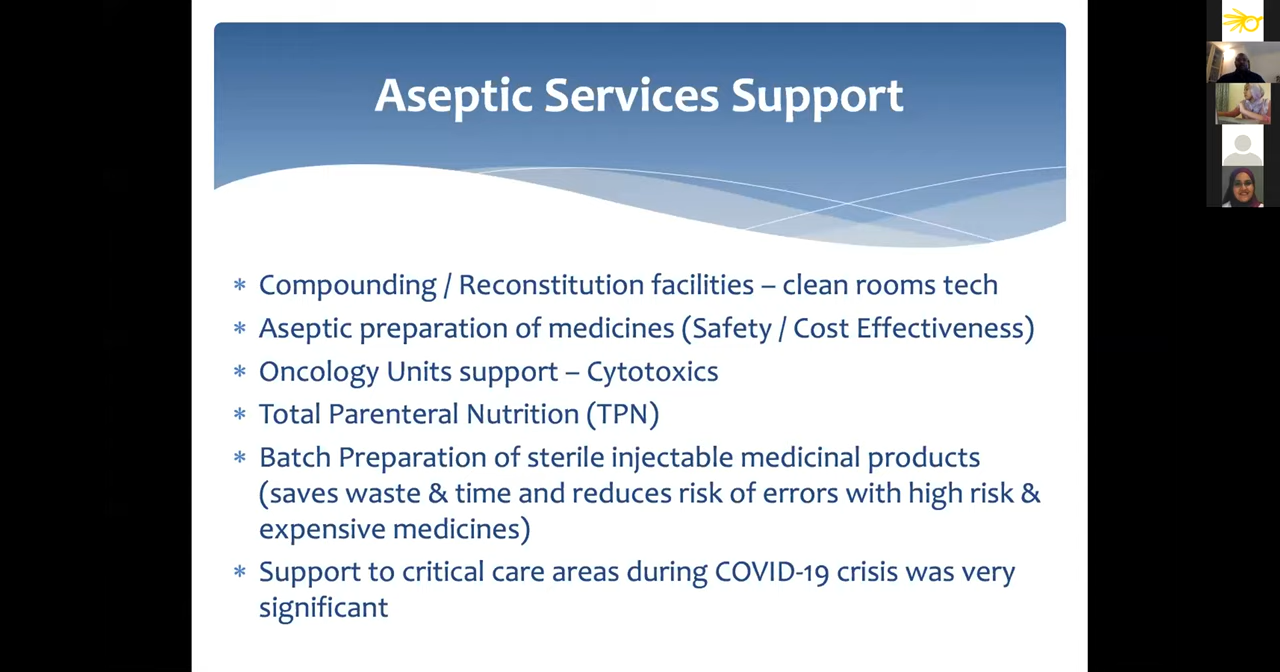 Aseptic Services Support
* Compounding / Reconstitution facilities – clean rooms tech
* Aseptic preparation of medicines (Safety / Cost Effectiveness)
* Oncology Units support – Cytotoxics
* Total Parenteral Nutrition (TPN)
* Batch Preparation of sterile injectable medicinal products
(saves waste & time and reduces risk of errors with high risk &
expensive medicines)
* Support to critical care areas during COVID-19 crisis was very
significant